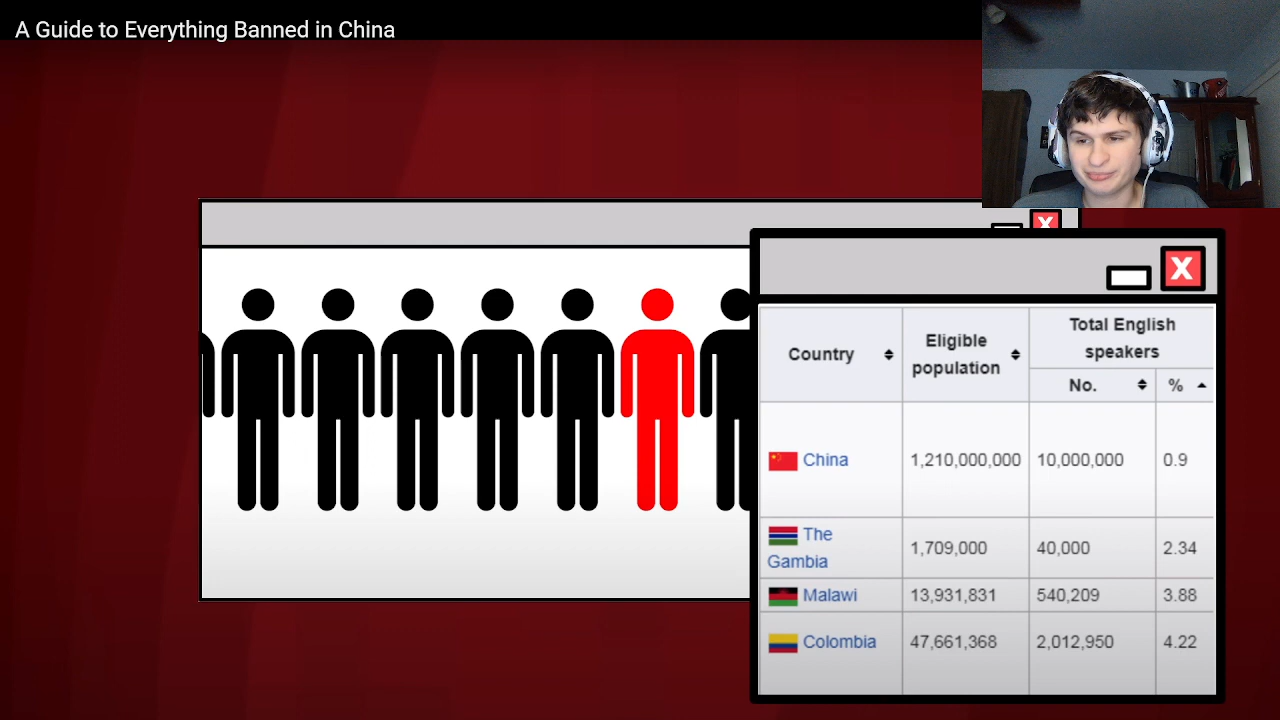 A Guide to Everything Banned in China
X
X
Country Eligible population Total English speakers
No. %
China 1,210,000,000 10,000,000 0.9
The Gambia 1,709,000 40,000 2.34
Malawi 13,931,831 540,209 3.88
Colombia 47,661,368 2,012,950 4.22